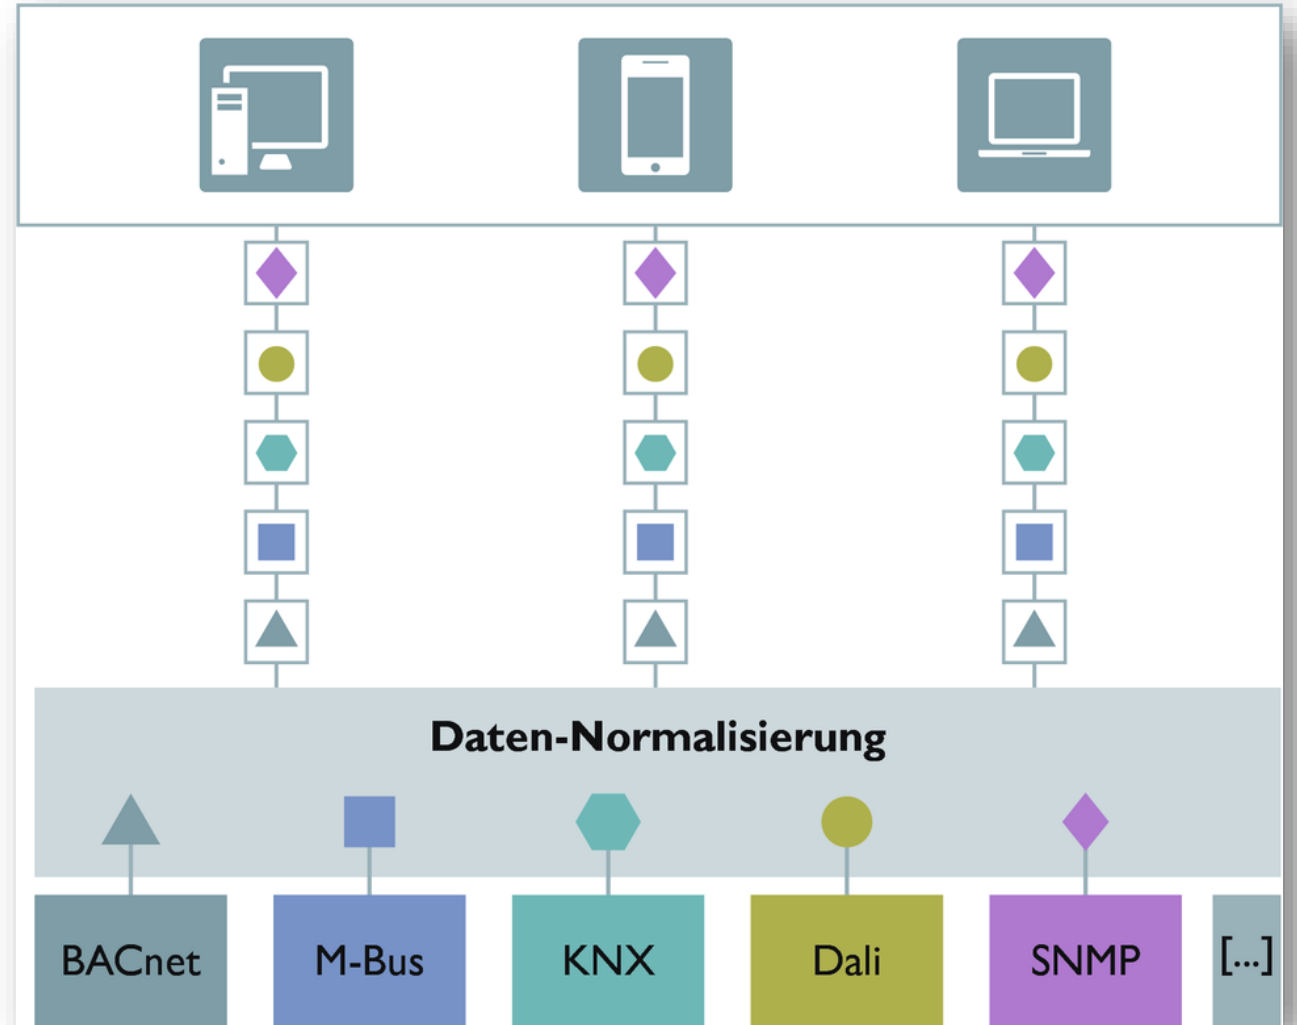 Daten-Normalisierung
BACnet
M-Bus
KNX
Dali
SNMP
[...]